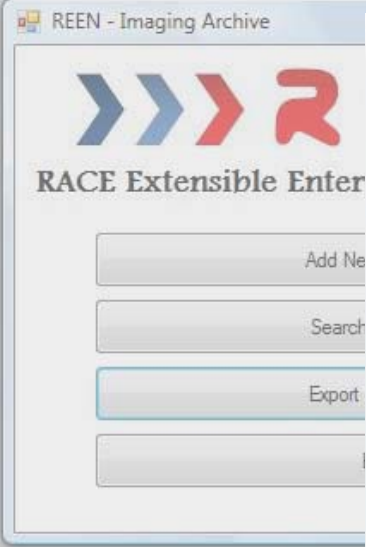 REEN - Imaging Archive
R
RACE Extensible Enter
Add Ne
Search
Export